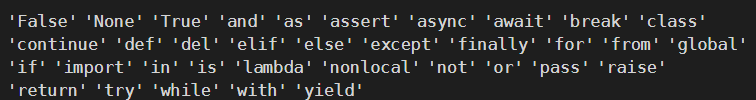 'False' 'None' 'True' 'and' 'as' 'assert' 'async' 'await' 'break' 'class'
'continue' 'def' 'del' 'elif' 'else' 'except' 'finally' 'for' 'from' 'global'
'if' 'import' 'in' 'is' 'lambda' 'nonlocal' 'not' 'or' 'pass' 'raise'
'return' 'try' 'while' 'with' 'yield'